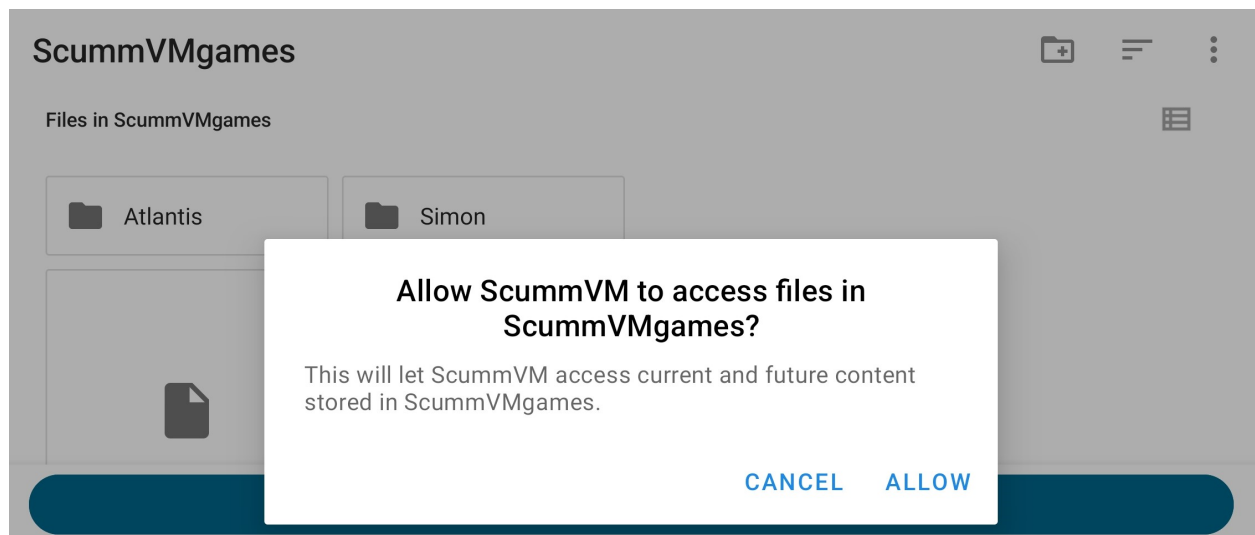 ScummVMgames
Files in ScummVMgames
Atlantis
Simon
Allow ScummVM to access files in
ScummVMgames?
This will let ScummVM access current and future content
stored in ScummVMgames.
CANCEL
ALLOW